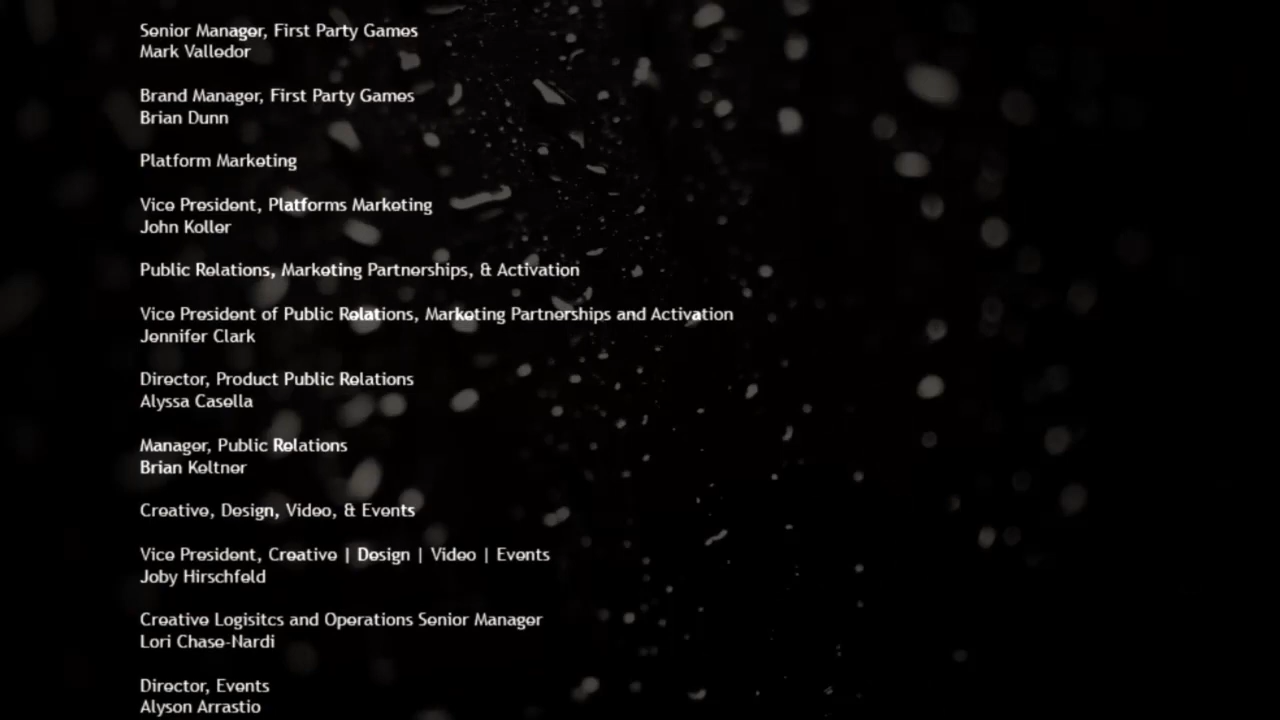 Senior Manager, First Party Games
Mark Valledor
Brand Manager, First Party Games
Brian Dunn
Platform Marketing
Vice President, Platforms Marketing
John Koller
Public Relations, Marketing Partnerships, & Activation
Vice President of Public Relations, Marketing Partnerships and Activation
Jennifer Clark
Director, Product Public Relations
Alyssa Casella
Manager, Public Relations
Brian Keltner
Creative, Design, Video, & Events
Vice President, Creative | Design | Video | Events
Joby Hirschfeld
Creative Logisitcs and Operations Senior Manager
Lori Chase-Nardi
Director, Events
Alyson Arrastio